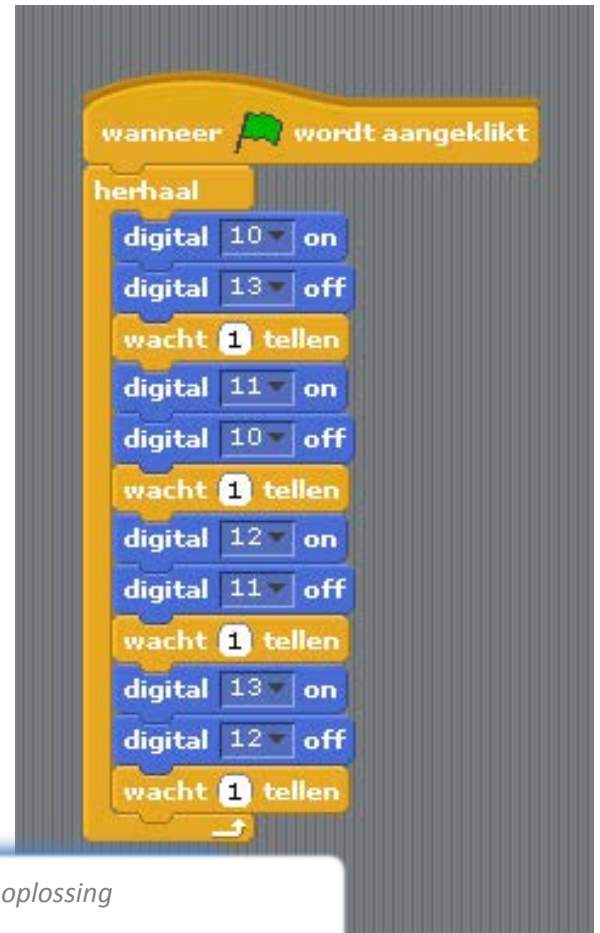 wanneer wordt aangeklikt
herhaal
digital 10 on
digital 13 off
wacht 1 tellen
digital 11 on
digital 10 off
wacht 1 tellen
digital 12 on
digital 11 off
wacht 1 tellen
digital 13 on
digital 12 off
wacht 1 tellen
oplossing